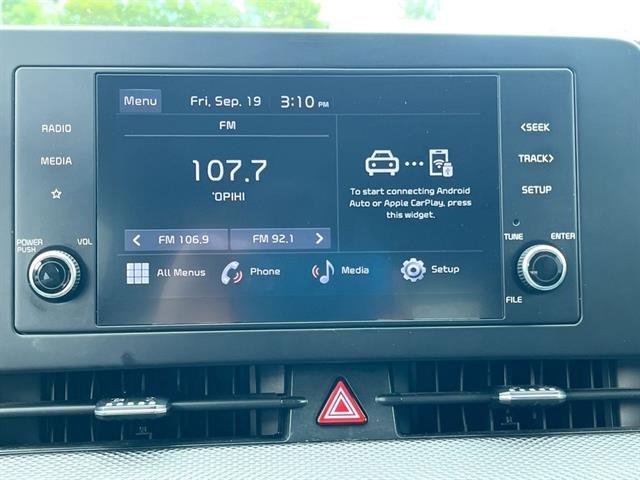 Menu Fri, Sep. 19 3:10 PM
FM
107.7
'OPIHI
FM 106.9 FM 92.1
To start connecting Android
Auto or Apple CarPlay, press
this widget.
All Menus Phone Media Setup
RADIO
MEDIA
POWER
PUSH
VOL
<SEEK
TRACK>
SETUP
TUNE ENTER
FILE